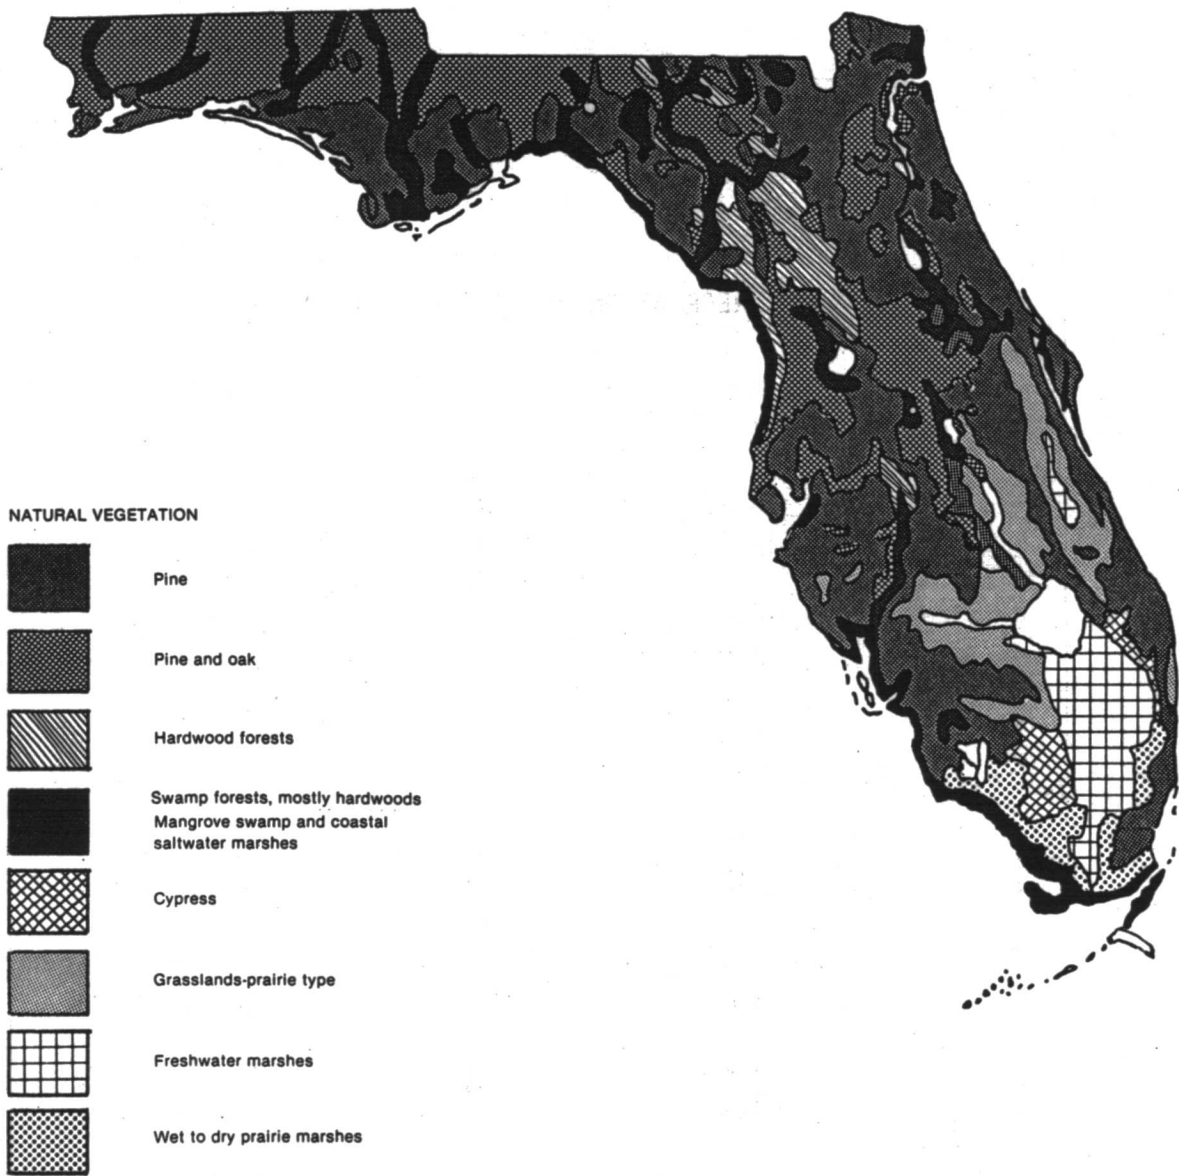 NATURAL VEGETATION
Pine
Pine and oak
Hardwood forests
Swamp forests, mostly hardwoods
Mangrove swamp and coastal
saltwater marshes
Cypress
Grasslands-prairie type
Freshwater marshes
Wet to dry prairie marshes